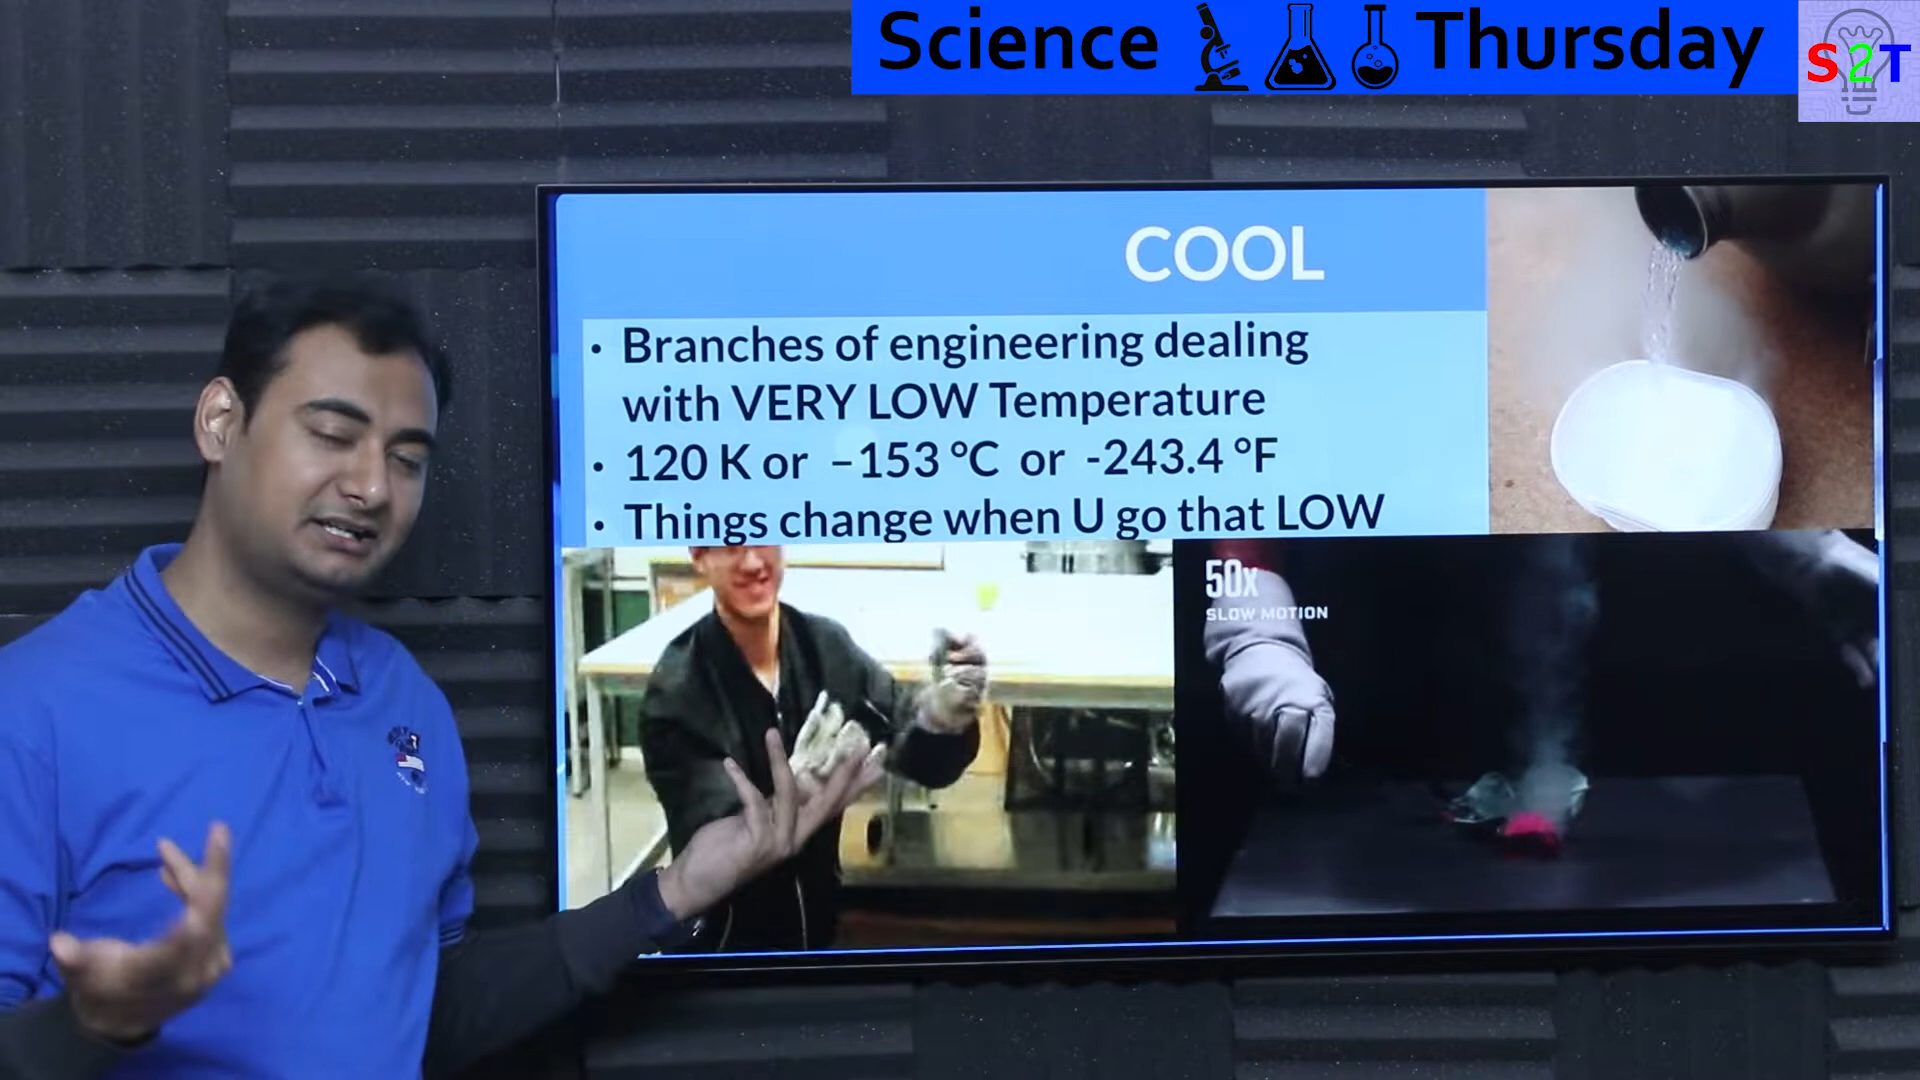 Science Thursday
S2T
COOL
• Branches of engineering dealing
with VERY LOW Temperature
• 120 K or –153 °C or -243.4 °F
• Things change when U go that LOW
50x
SLOW MOTION